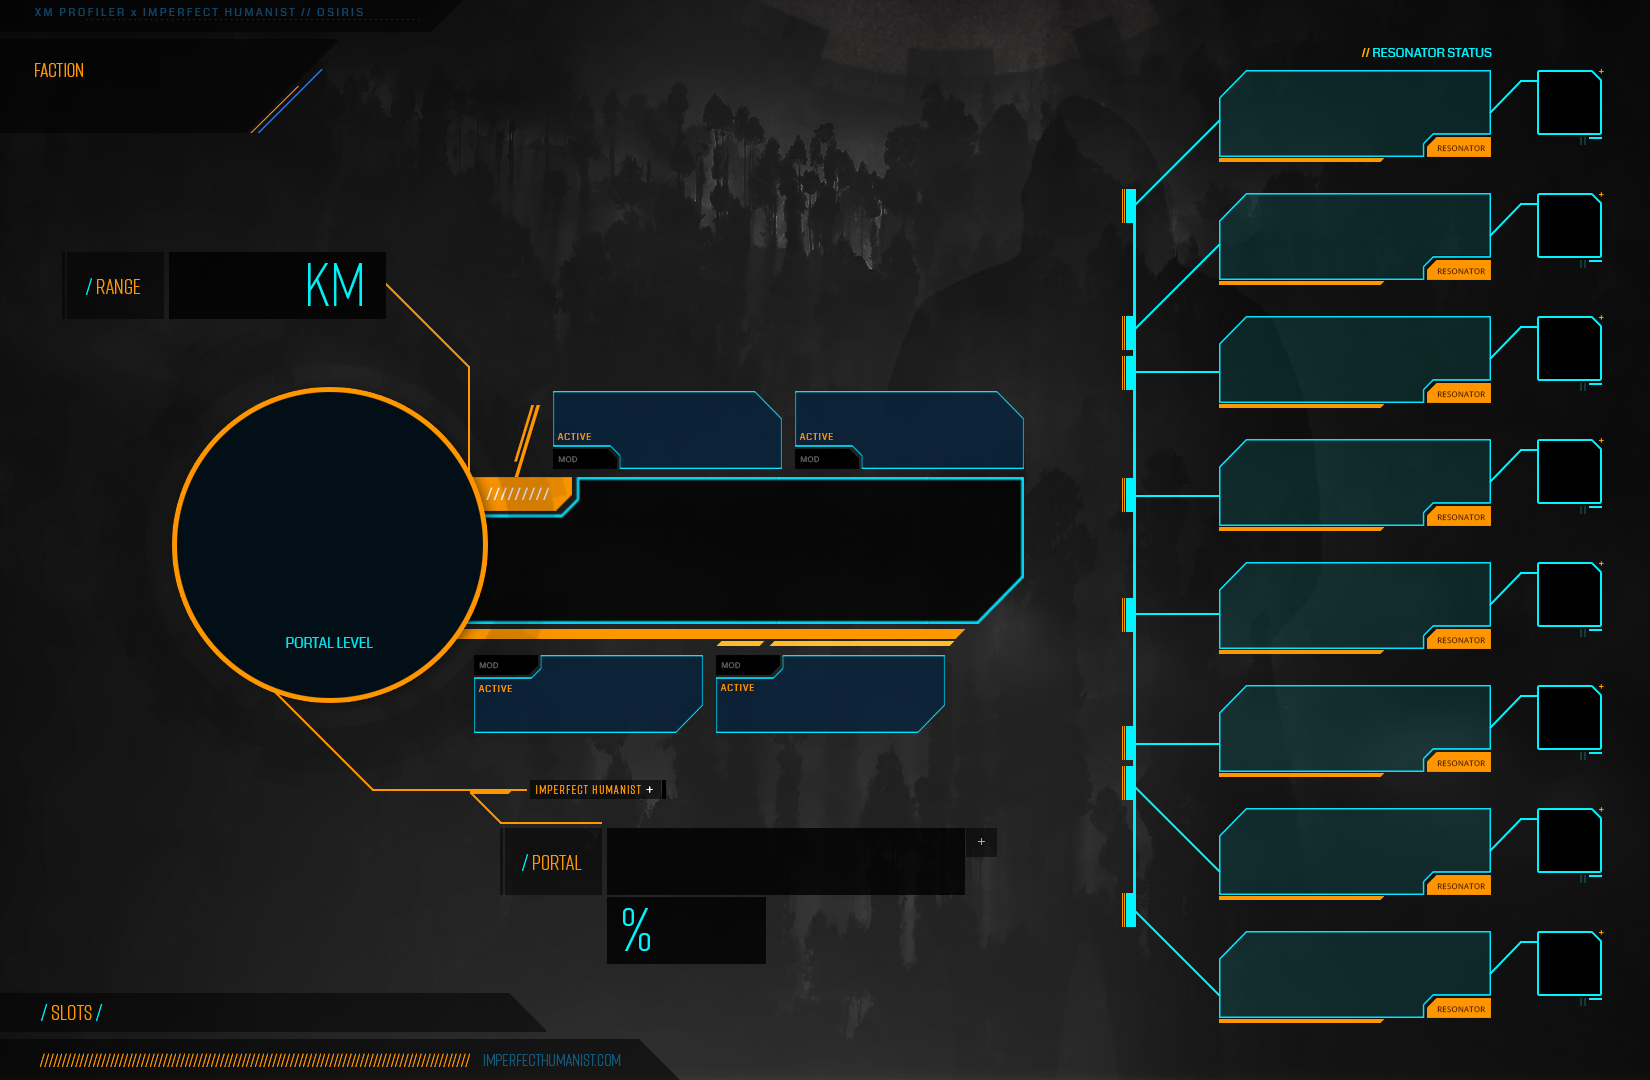 XM PROFILER x IMPERFECT HUMANIST // OSIRIS
FACTION
// RESONATOR STATUS
RESONATOR
RESONATOR
/ RANGE
KM
RESONATOR
ACTIVE
MOD
ACTIVE
MOD
/////////
RESONATOR
PORTAL LEVEL
RESONATOR
MOD
ACTIVE
MOD
ACTIVE
RESONATOR
IMPERFECT HUMANIST +
/ PORTAL
+
RESONATOR
%
/ SLOTS /
RESONATOR
IMPERFECTHUMANIST.COM